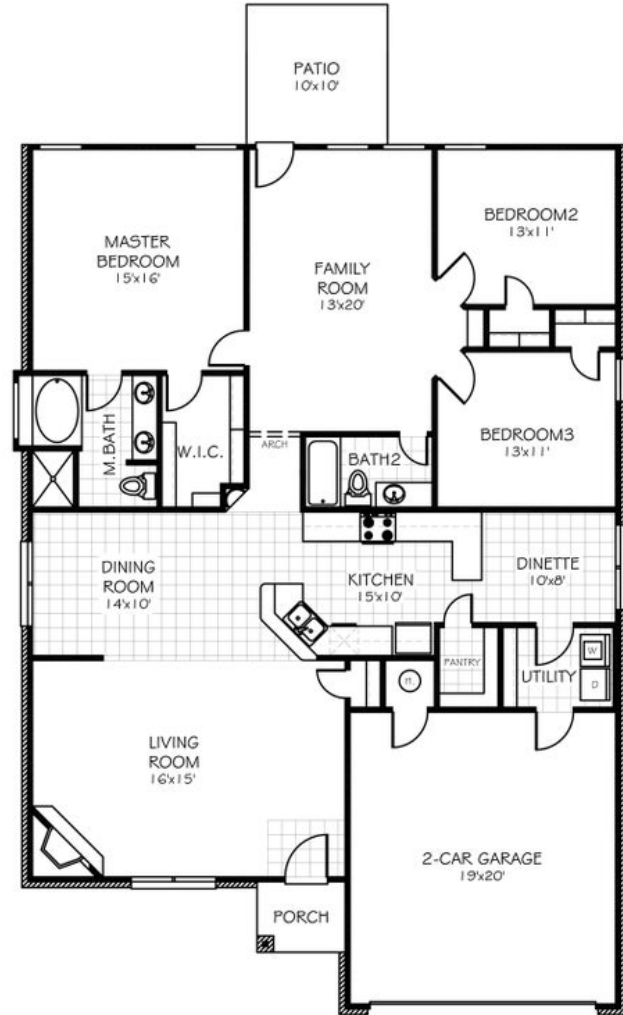 PATIO
10'x10'
MASTER
BEDROOM
15'x16'
FAMILY
ROOM
13'x20'
BEDROOM2
13'x11'
BEDROOM3
13'x11'
M.BATH
W.I.C.
ARCH
BATH2
DINING
ROOM
14'x10'
KITCHEN
15'x10'
DINETTE
10'x8'
PANTRY
UTILITY
W
D
LIVING
ROOM
16'x15'
2-CAR GARAGE
19'x20'
PORCH